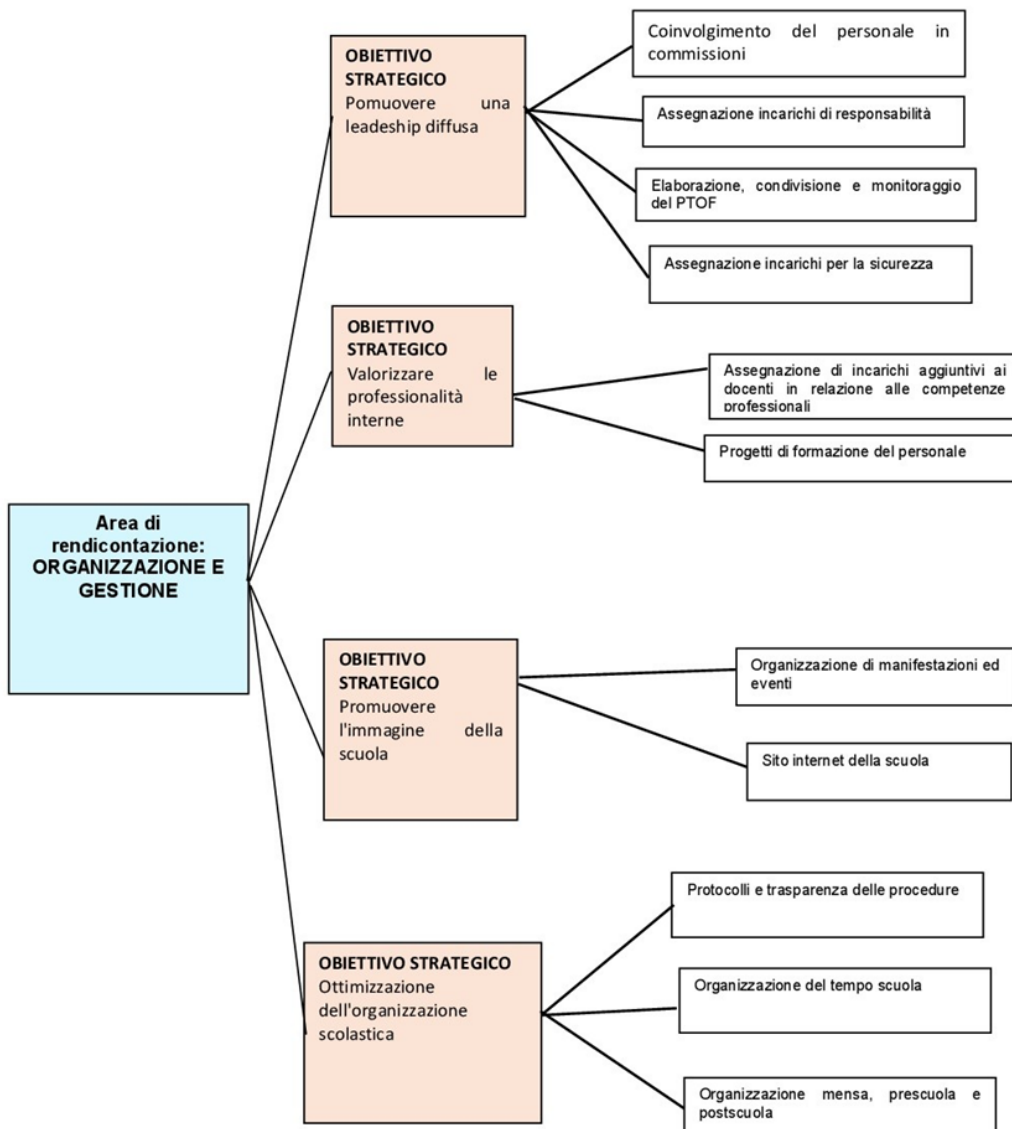 OBIETTIVO
STRATEGICO
Pomuovere una
leadeship diffusa
Coinvolgimento del personale in
commissioni
Assegnazione incarichi di responsabilità
Elaborazione, condivisione e monitoraggio
del PTOF
Assegnazione incarichi per la sicurezza
OBIETTIVO
STRATEGICO
Valorizzare le
professionalità
interne
Assegnazione di incarichi aggiuntivi ai
docenti in relazione alle competenze
professionali
Progetti di formazione del personale
Area di
rendicontazione:
ORGANIZZAZIONE E
GESTIONE
OBIETTIVO
STRATEGICO
Promuovere
l'immagine della
scuola
Organizzazione di manifestazioni ed
eventi
Sito internet della scuola
OBIETTIVO STRATEGICO
Ottimizzazione
dell'organizzazione
scolastica
Protocolli e trasparenza delle procedure
Organizzazione del tempo scuola
Organizzazione mensa, prescuola e
postscuola